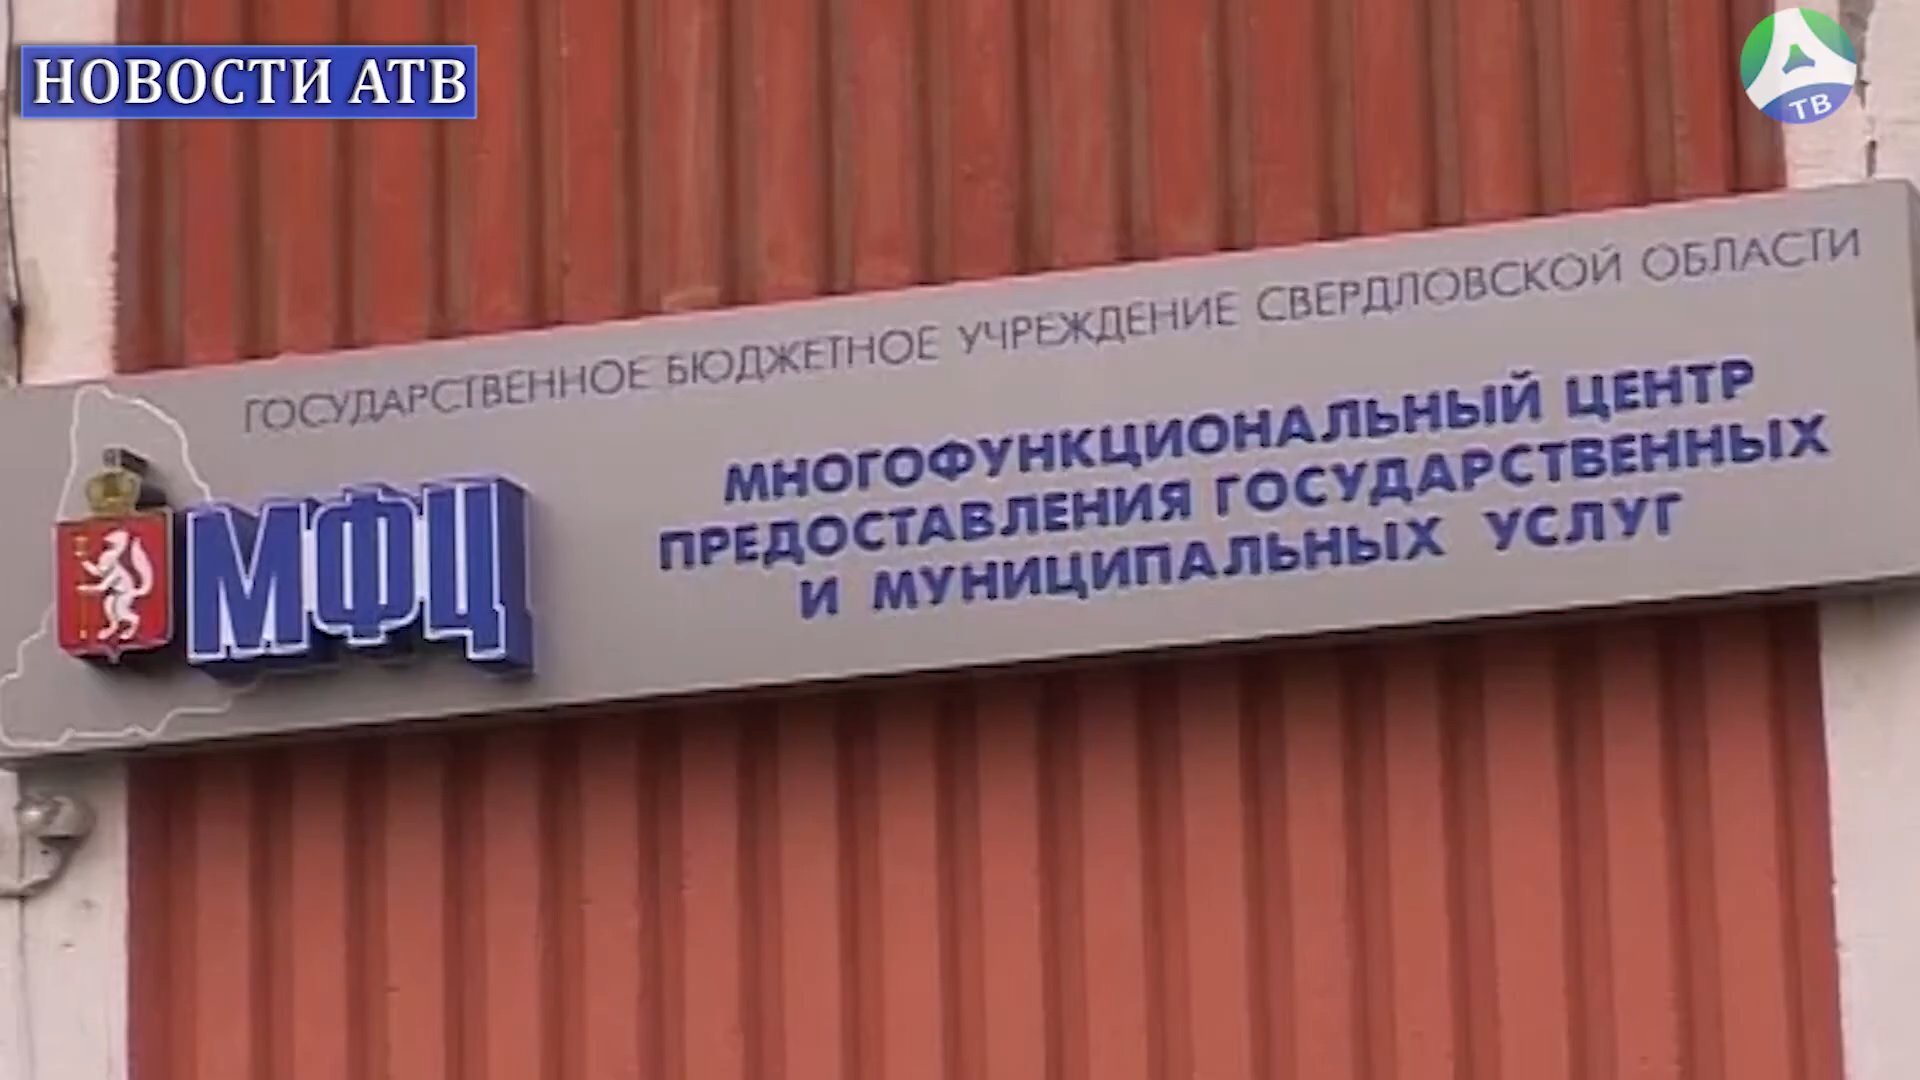 НОВОСТИ АТВ
ТВ
ГОСУДАРСТВЕННОЕ БЮДЖЕТНОЕ УЧРЕЖДЕНИЕ СВЕРДЛОВСКОЙ ОБЛАСТИ
МФЦ
МНОГОФУНКЦИОНАЛЬНЫЙ ЦЕНТР
ПРЕДОСТАВЛЕНИЯ ГОСУДАРСТВЕННЫХ
И МУНИЦИПАЛЬНЫХ УСЛУГ